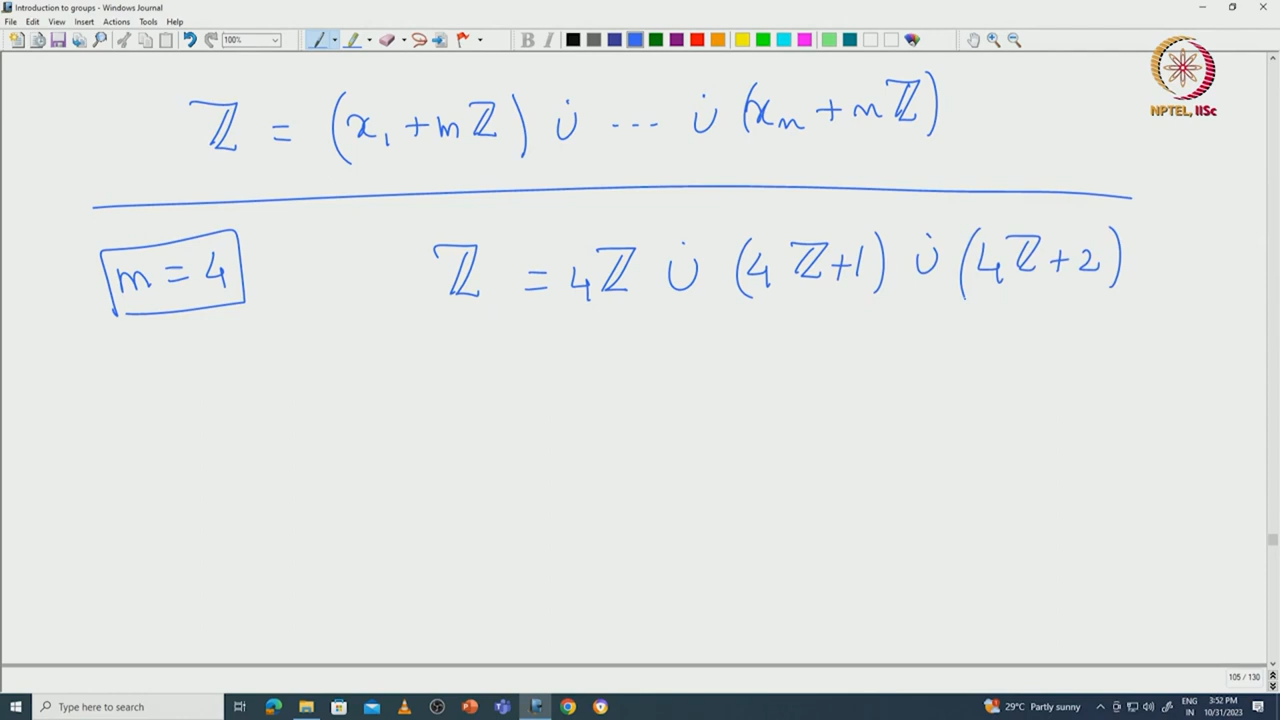 Introduction to groups - Windows Journal
File Edit View Insert Actions Tools Help
100% B I
NPTEL, IISc
ℤ = (x₁ + mℤ) ∪̇ --- ∪̇ (xₙ + mℤ)
m = 4 ℤ = 4ℤ ∪̇ (4ℤ+1) ∪̇ (4ℤ+2)
105 / 130
Type here to search 29°C Partly sunny ENG IN 3:52 PM 10/31/2023